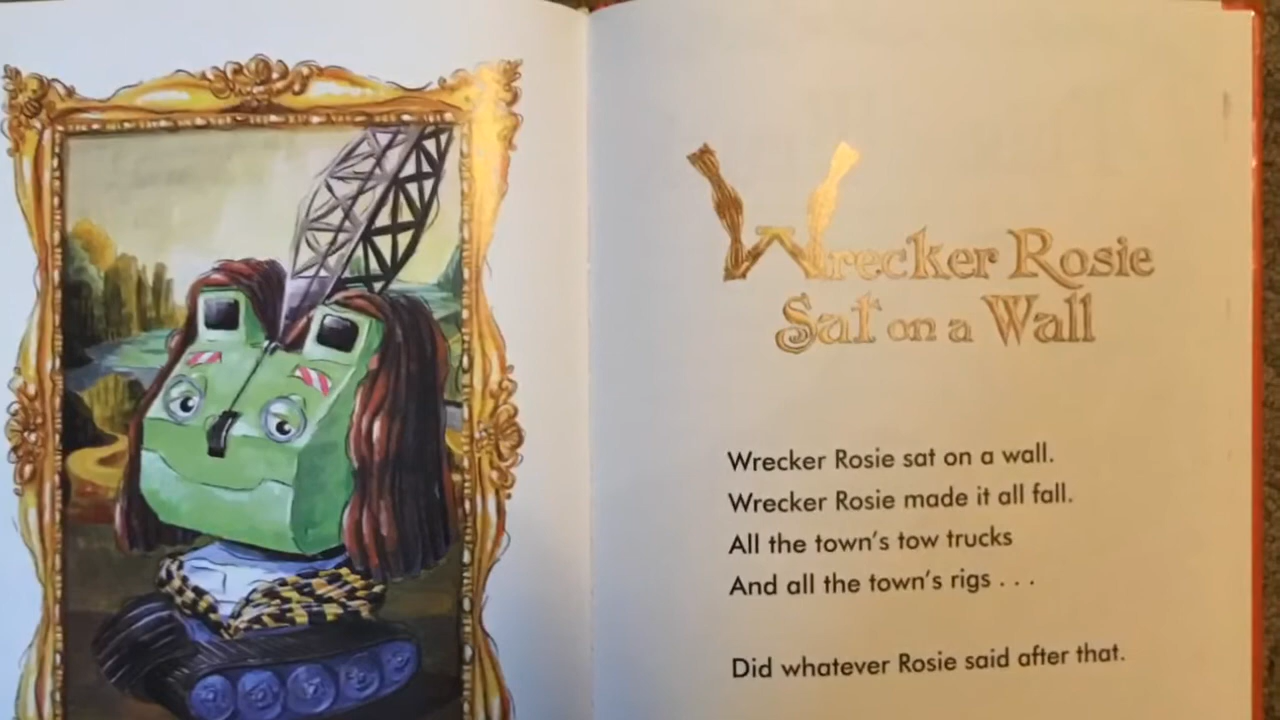 Wrecker Rosie
Sat on a Wall
Wrecker Rosie sat on a wall.
Wrecker Rosie made it all fall.
All the town's tow trucks
And all the town's rigs . . .
Did whatever Rosie said after that.